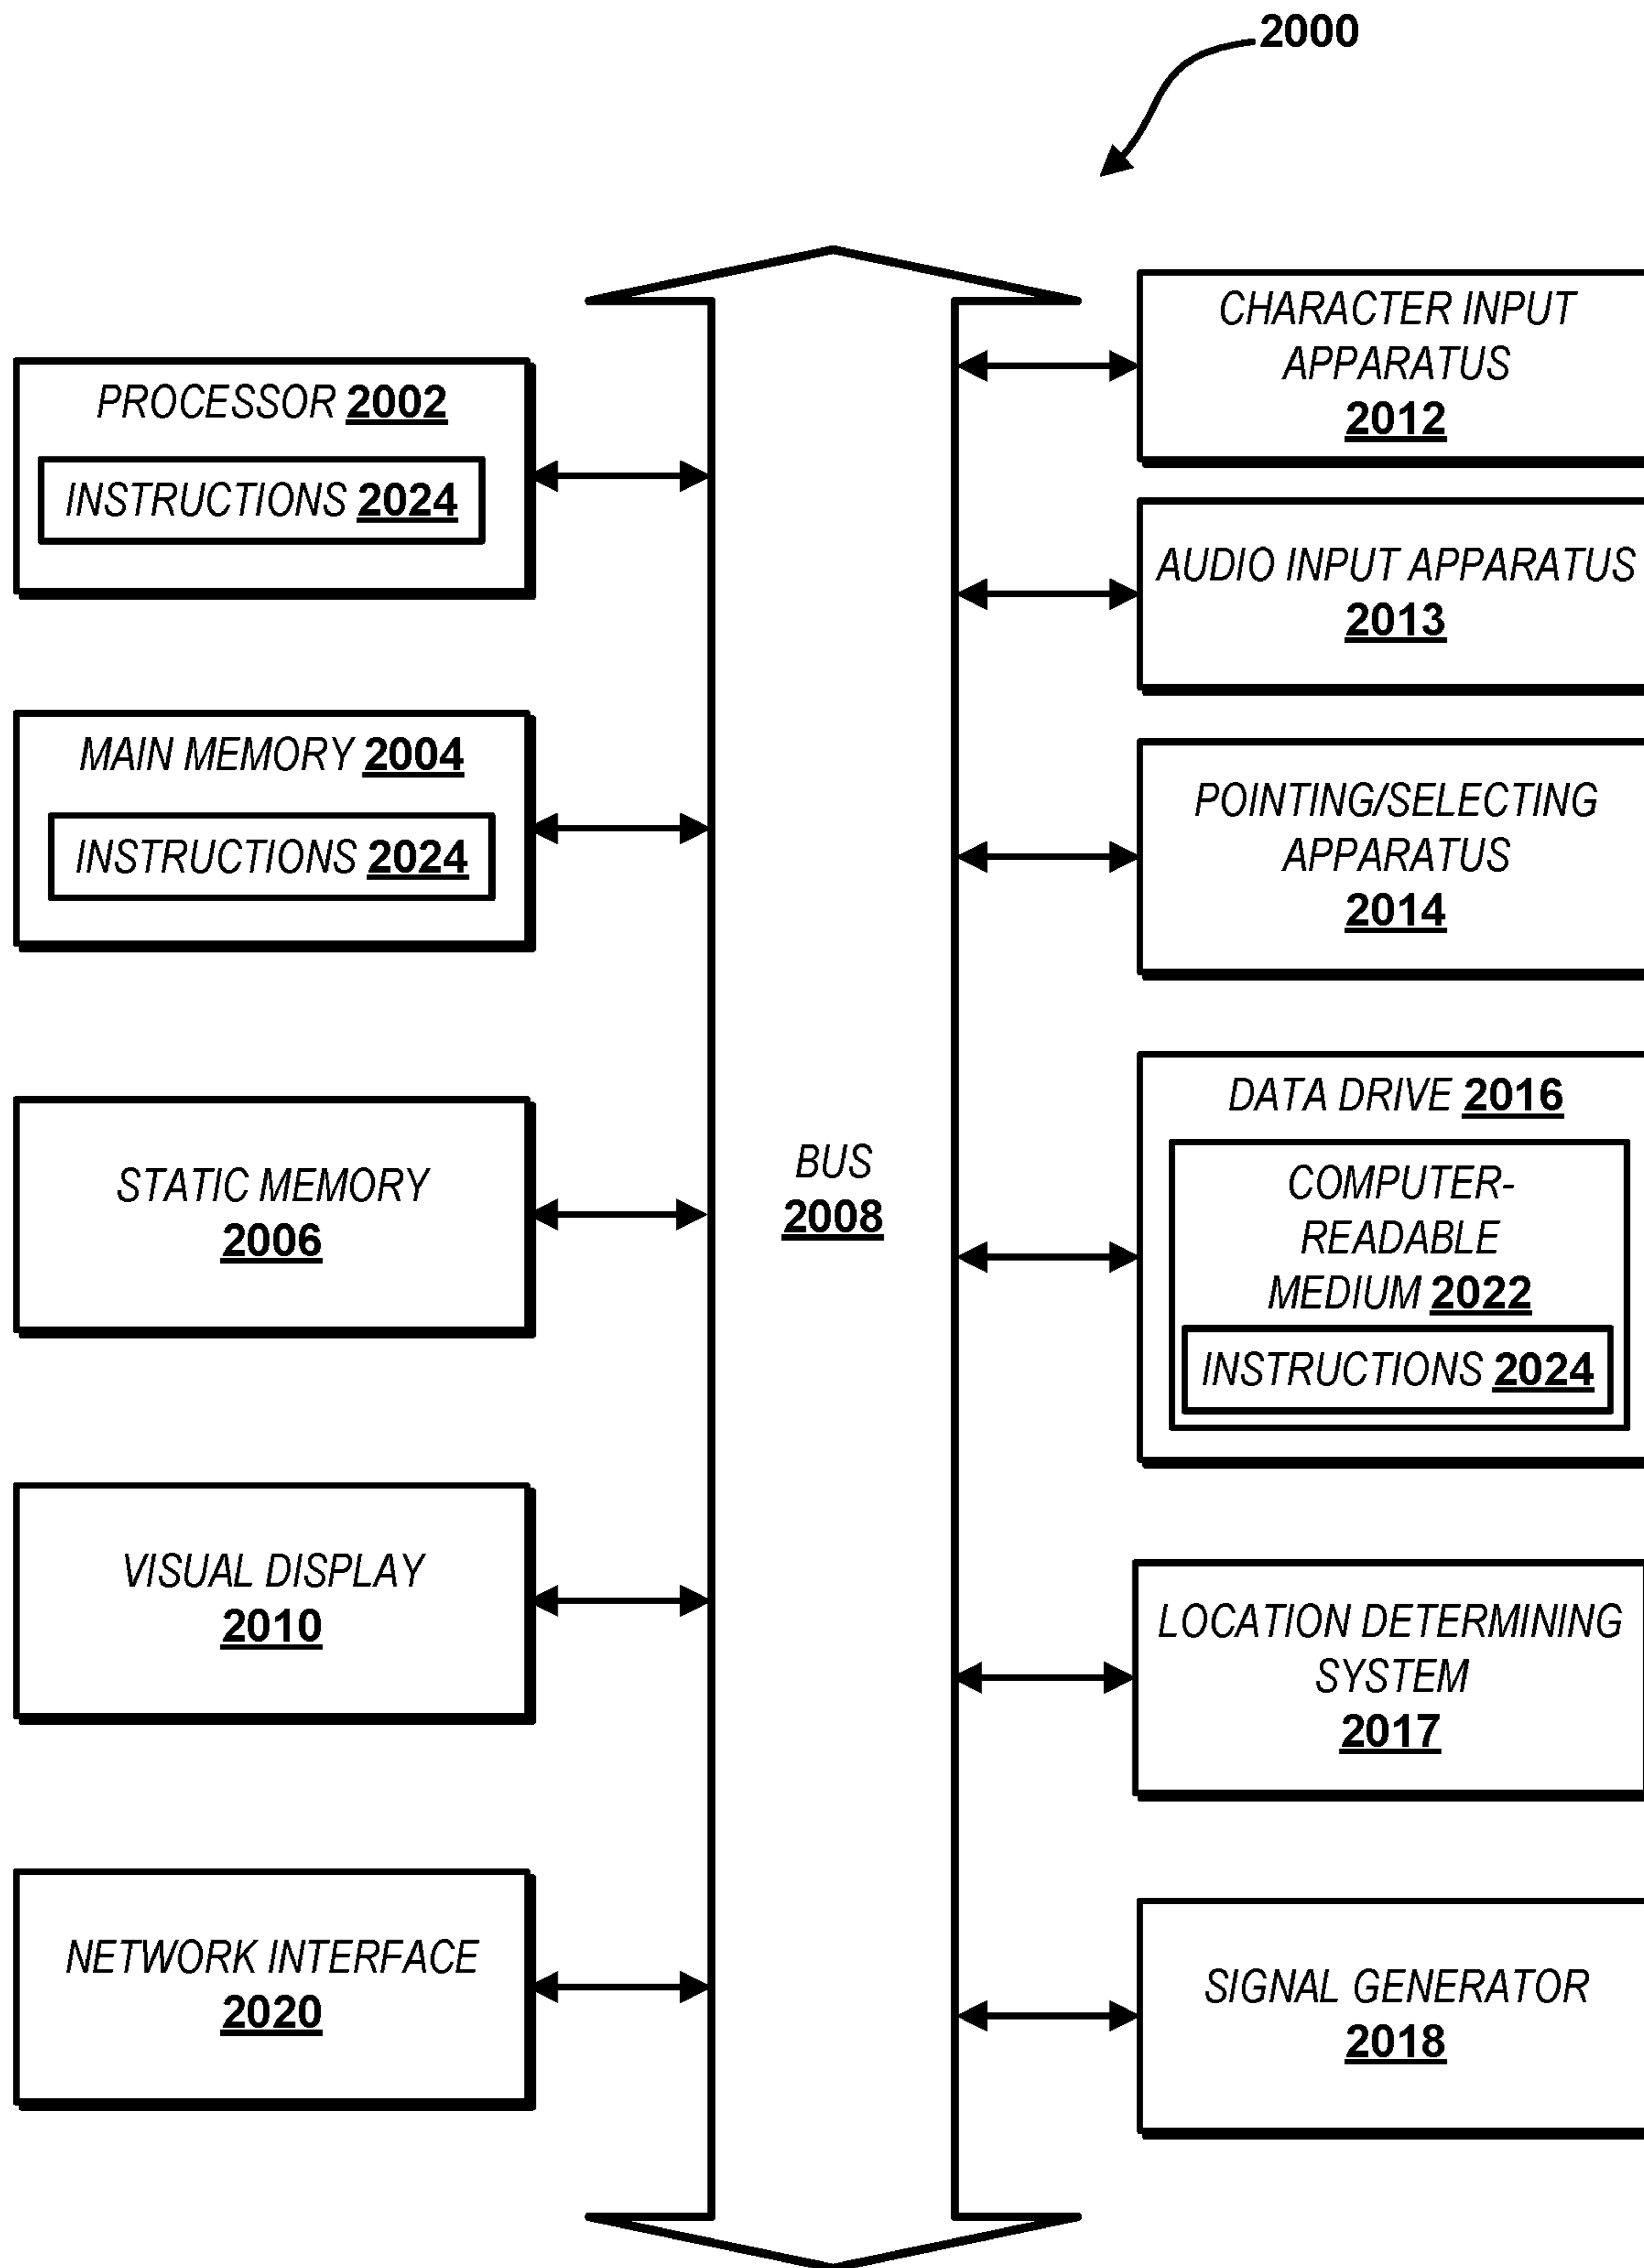 2000
PROCESSOR 2002
INSTRUCTIONS 2024
MAIN MEMORY 2004
INSTRUCTIONS 2024
STATIC MEMORY
2006
VISUAL DISPLAY
2010
NETWORK INTERFACE
2020
BUS
2008
CHARACTER INPUT
APPARATUS
2012
AUDIO INPUT APPARATUS
2013
POINTING/SELECTING
APPARATUS
2014
DATA DRIVE 2016
COMPUTER-
READABLE
MEDIUM 2022
INSTRUCTIONS 2024
LOCATION DETERMINING
SYSTEM
2017
SIGNAL GENERATOR
2018